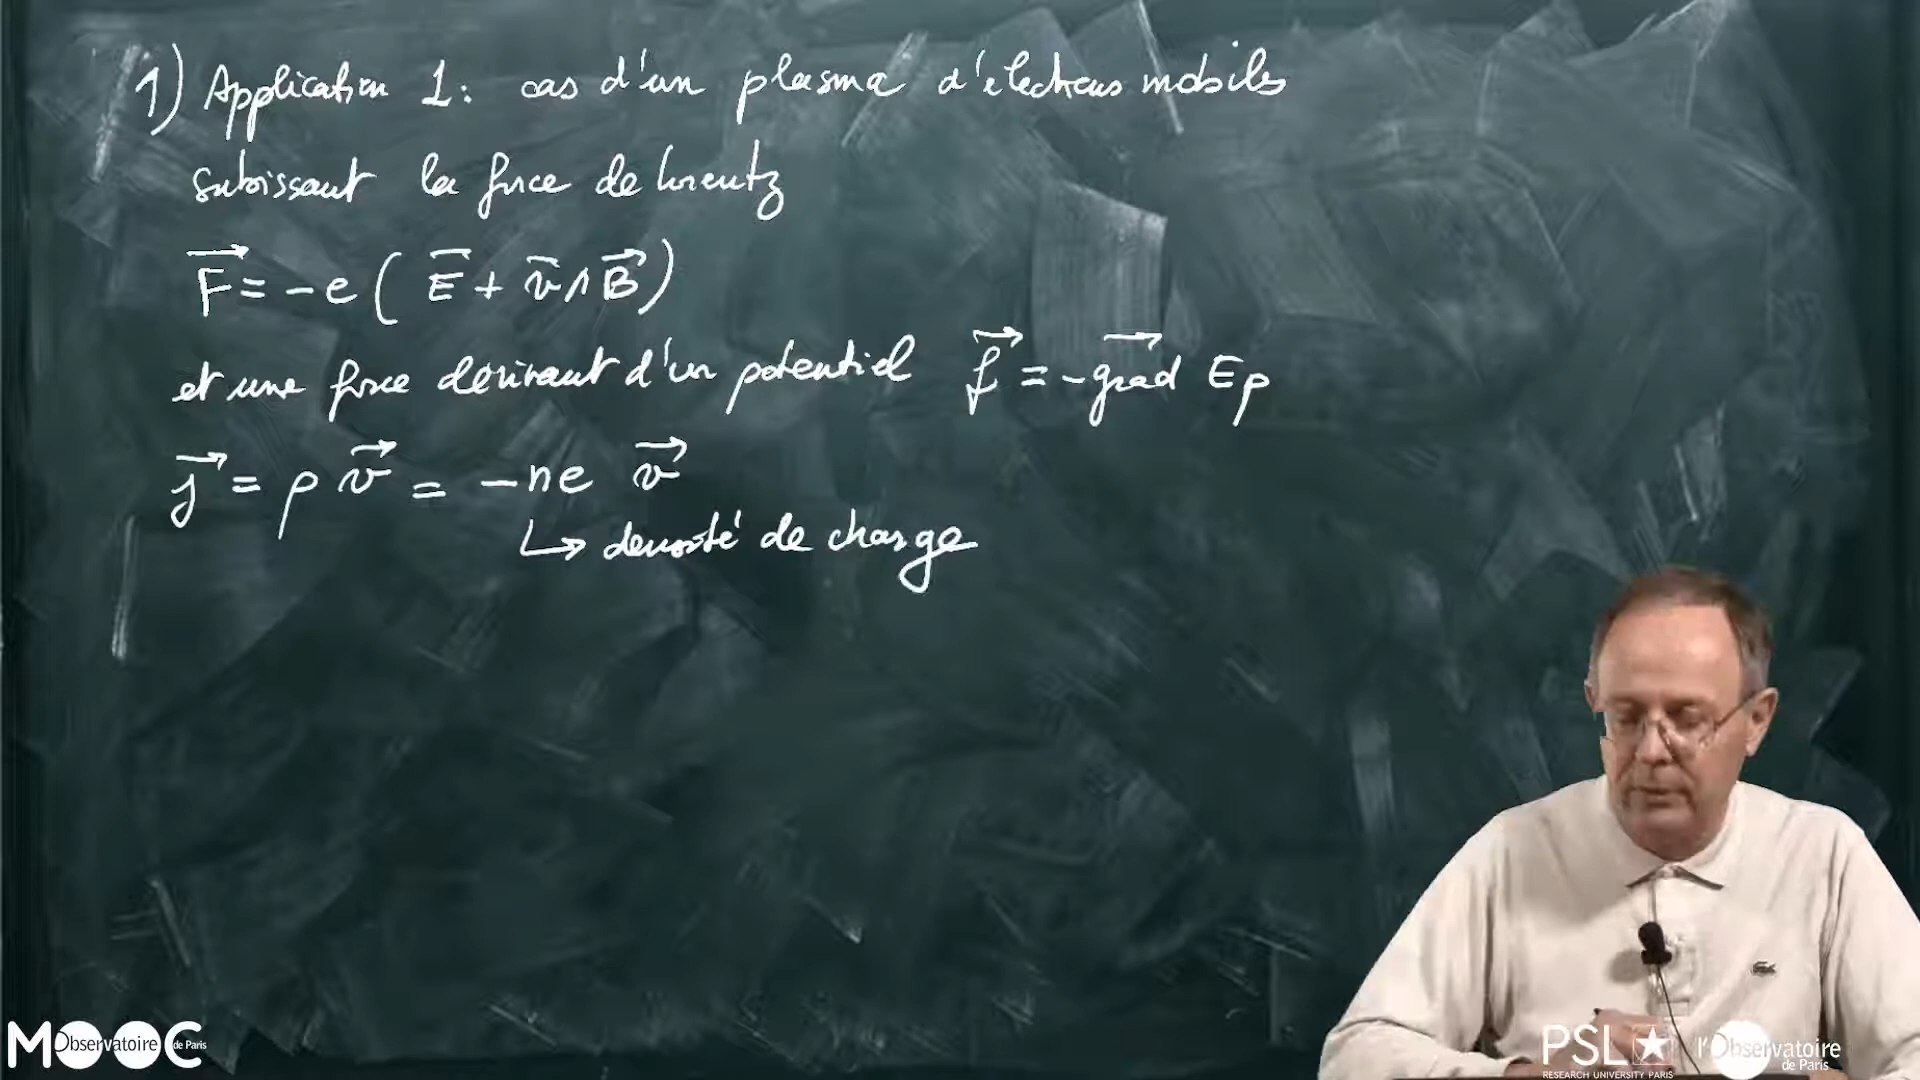 1) Application 1: cas d'un plasma d'électrons mobiles
subissant la force de Lorentz
F⃗ = -e ( E⃗ + v⃗ ∧ B⃗ )
et une force dérivant d'un potentiel f⃗ = -grad⃗ Ep
j⃗ = ρ v⃗ = -ne v⃗
↳ densité de charge
MOOC
Observatoire de Paris
PSL★
RESEARCH UNIVERSITY PARIS
l'Observatoire
de Paris